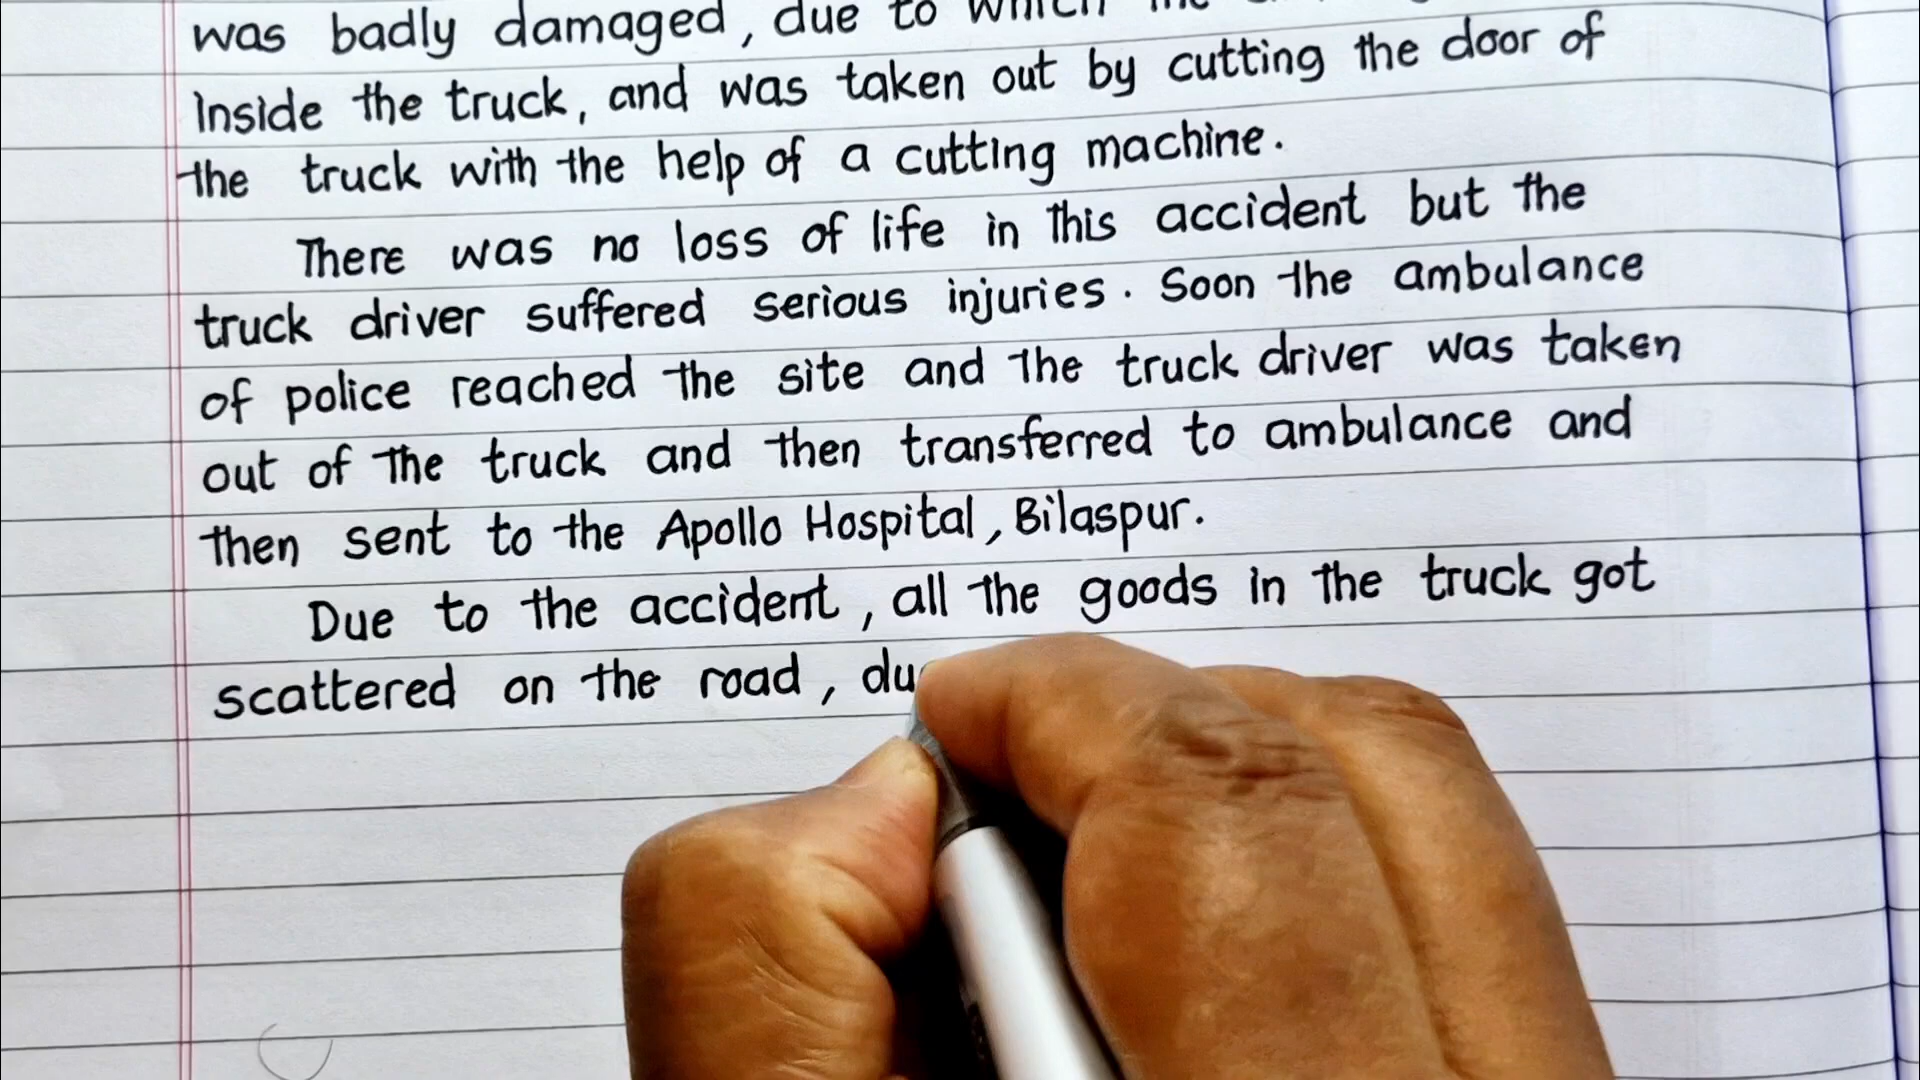 was badly damaged, due to which the
Inside the truck, and was taken out by cutting the door of
the truck with the help of a cutting machine.
There was no loss of life in this accident but the
truck driver suffered serious injuries. Soon the ambulance
of police reached the site and the truck driver was taken
out of the truck and then transferred to ambulance and
then sent to the Apollo Hospital, Bilaspur.
Due to the accident, all the goods in the truck got
scattered on the road,